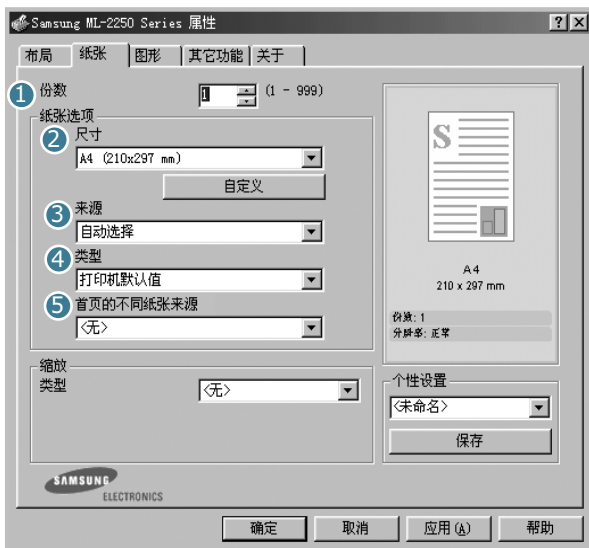 Samsung ML-2250 Series 属性
布局 纸张 图形 其它功能 关于
1 份数 1 (1 - 999)
纸张选项
2 尺寸
A4 (210x297 mm)
自定义
3 来源
自动选择
4 类型
打印机默认值
5 首页的不同纸张来源
<无>
缩放
类型 <无>
S
A4
210 x 297 mm
份数: 1
分辨率: 正常
个性设置
<未命名>
保存
SAMSUNG
ELECTRONICS
确定 取消 应用(A) 帮助